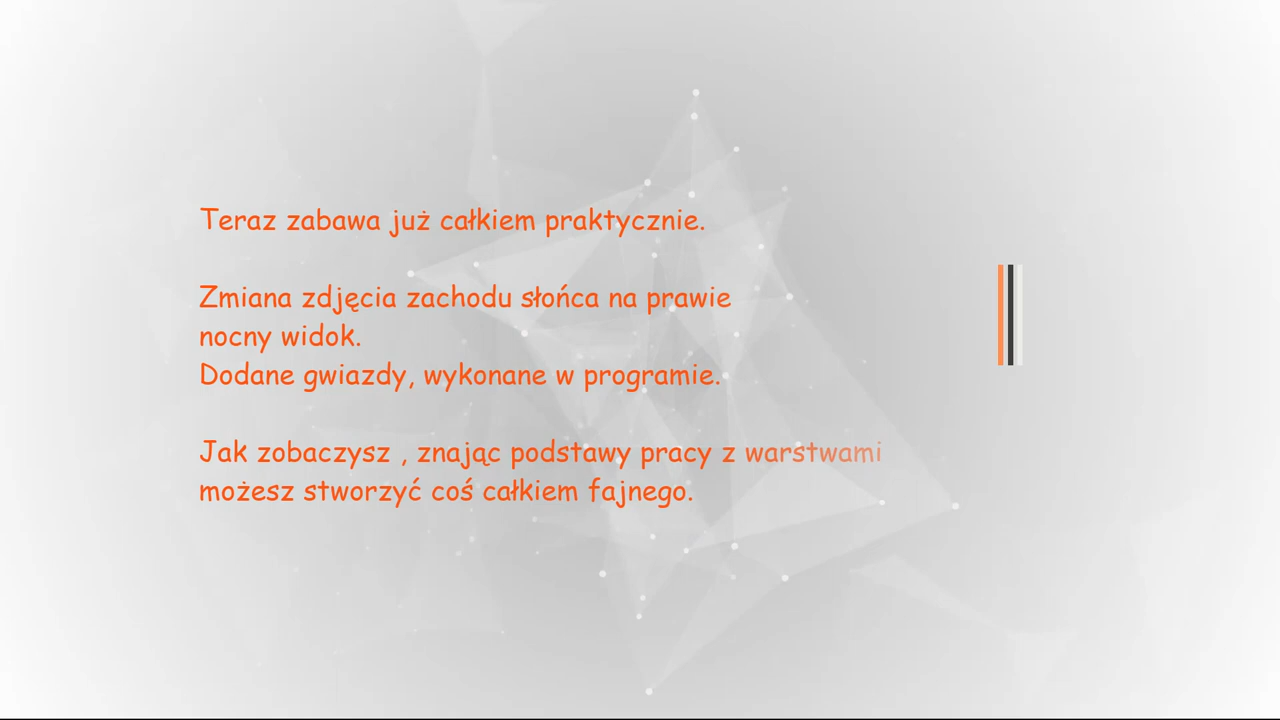 Teraz zabawa już całkiem praktycznie.
Zmiana zdjęcia zachodu słońca na prawie
nocny widok.
Dodane gwiazdy, wykonane w programie.
Jak zobaczysz , znając podstawy pracy z warstwami
możesz stworzyć coś całkiem fajnego.